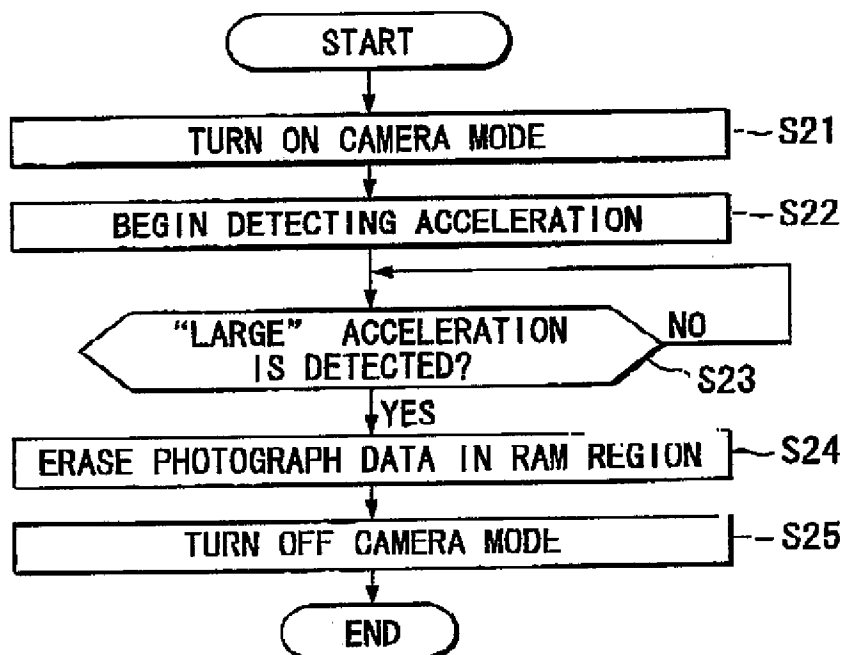 START
TURN ON CAMERA MODE
S21
BEGIN DETECTING ACCELERATION
S22
"LARGE" ACCELERATION
IS DETECTED?
NO
S23
YES
ERASE PHOTOGRAPH DATA IN RAM REGION
S24
TURN OFF CAMERA MODE
S25
END